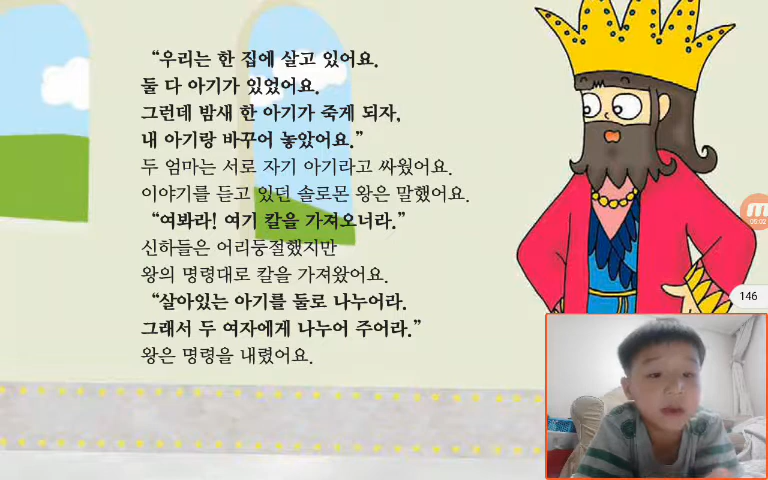 “우리는 한 집에 살고 있어요.
둘 다 아기가 있었어요.
그런데 밤새 한 아기가 죽게 되자,
내 아기랑 바꾸어 놓았어요.”
두 엄마는 서로 자기 아기라고 싸웠어요.
이야기를 듣고 있던 솔로몬 왕은 말했어요.
“여봐라! 여기 칼을 가져오너라.”
신하들은 어리둥절했지만
왕의 명령대로 칼을 가져왔어요.
“살아있는 아기를 둘로 나누어라.
그래서 두 여자에게 나누어 주어라.”
왕은 명령을 내렸어요.
05:02
146